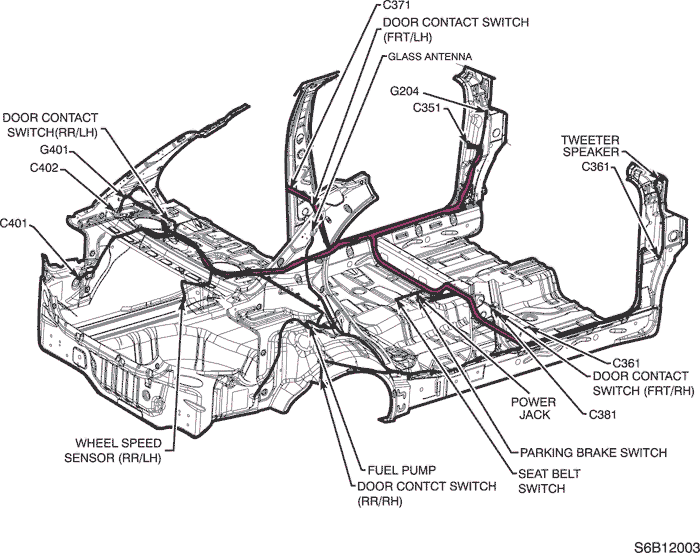 C371
DOOR CONTACT SWITCH
(FRT/LH)
GLASS ANTENNA
G204
C351
DOOR CONTACT
SWITCH(RR/LH)
G401
C402
TWEETER
SPEAKER
C361
C401
C361
DOOR CONTACT
SWITCH (FRT/RH)
POWER
JACK
C381
WHEEL SPEED
SENSOR (RR/LH)
PARKING BRAKE SWITCH
FUEL PUMP
SEAT BELT
SWITCH
DOOR CONTCT SWITCH
(RR/RH)
S6B12003